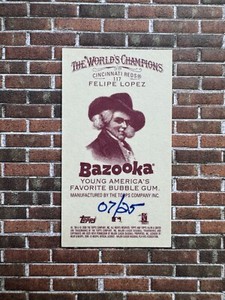 THE WORLD'S CHAMPIONS
CINCINNATI REDS®
117
FELIPE LOPEZ
Bazooka®
YOUNG AMERICA'S
FAVORITE BUBBLE GUM.
MANUFACTURED BY THE TOPPS COMPANY INC.
07/25
Topps